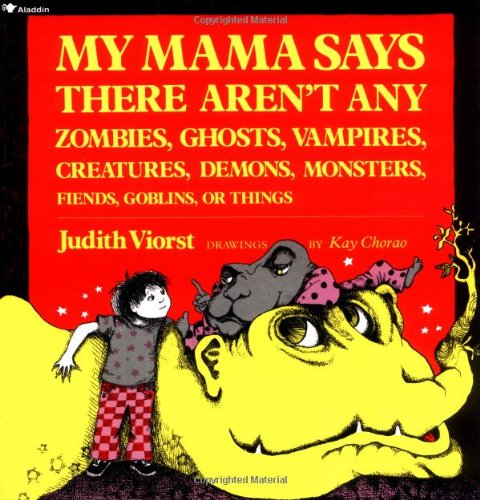 Aladdin
Copyrighted Material
MY MAMA SAYS
THERE AREN'T ANY
ZOMBIES, GHOSTS, VAMPIRES,
CREATURES, DEMONS, MONSTERS,
FIENDS, GOBLINS, OR THINGS
Judith Viorst DRAWINGS BY Kay Chorao
Copyrighted Material